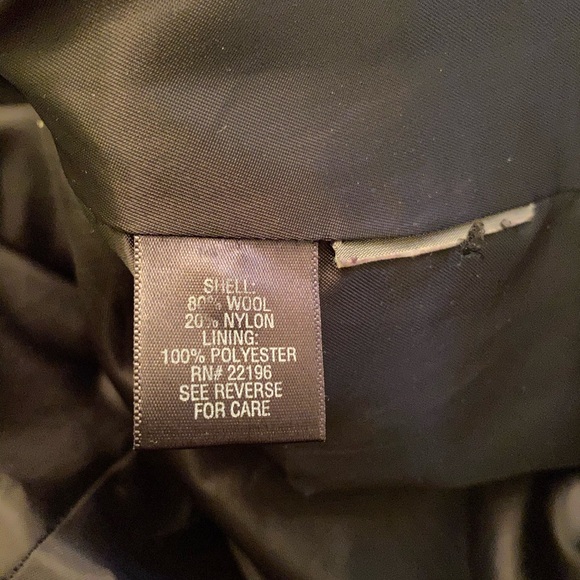 SHELL:
80% WOOL
20% NYLON
LINING:
100% POLYESTER
RN# 22196
SEE REVERSE
FOR CARE